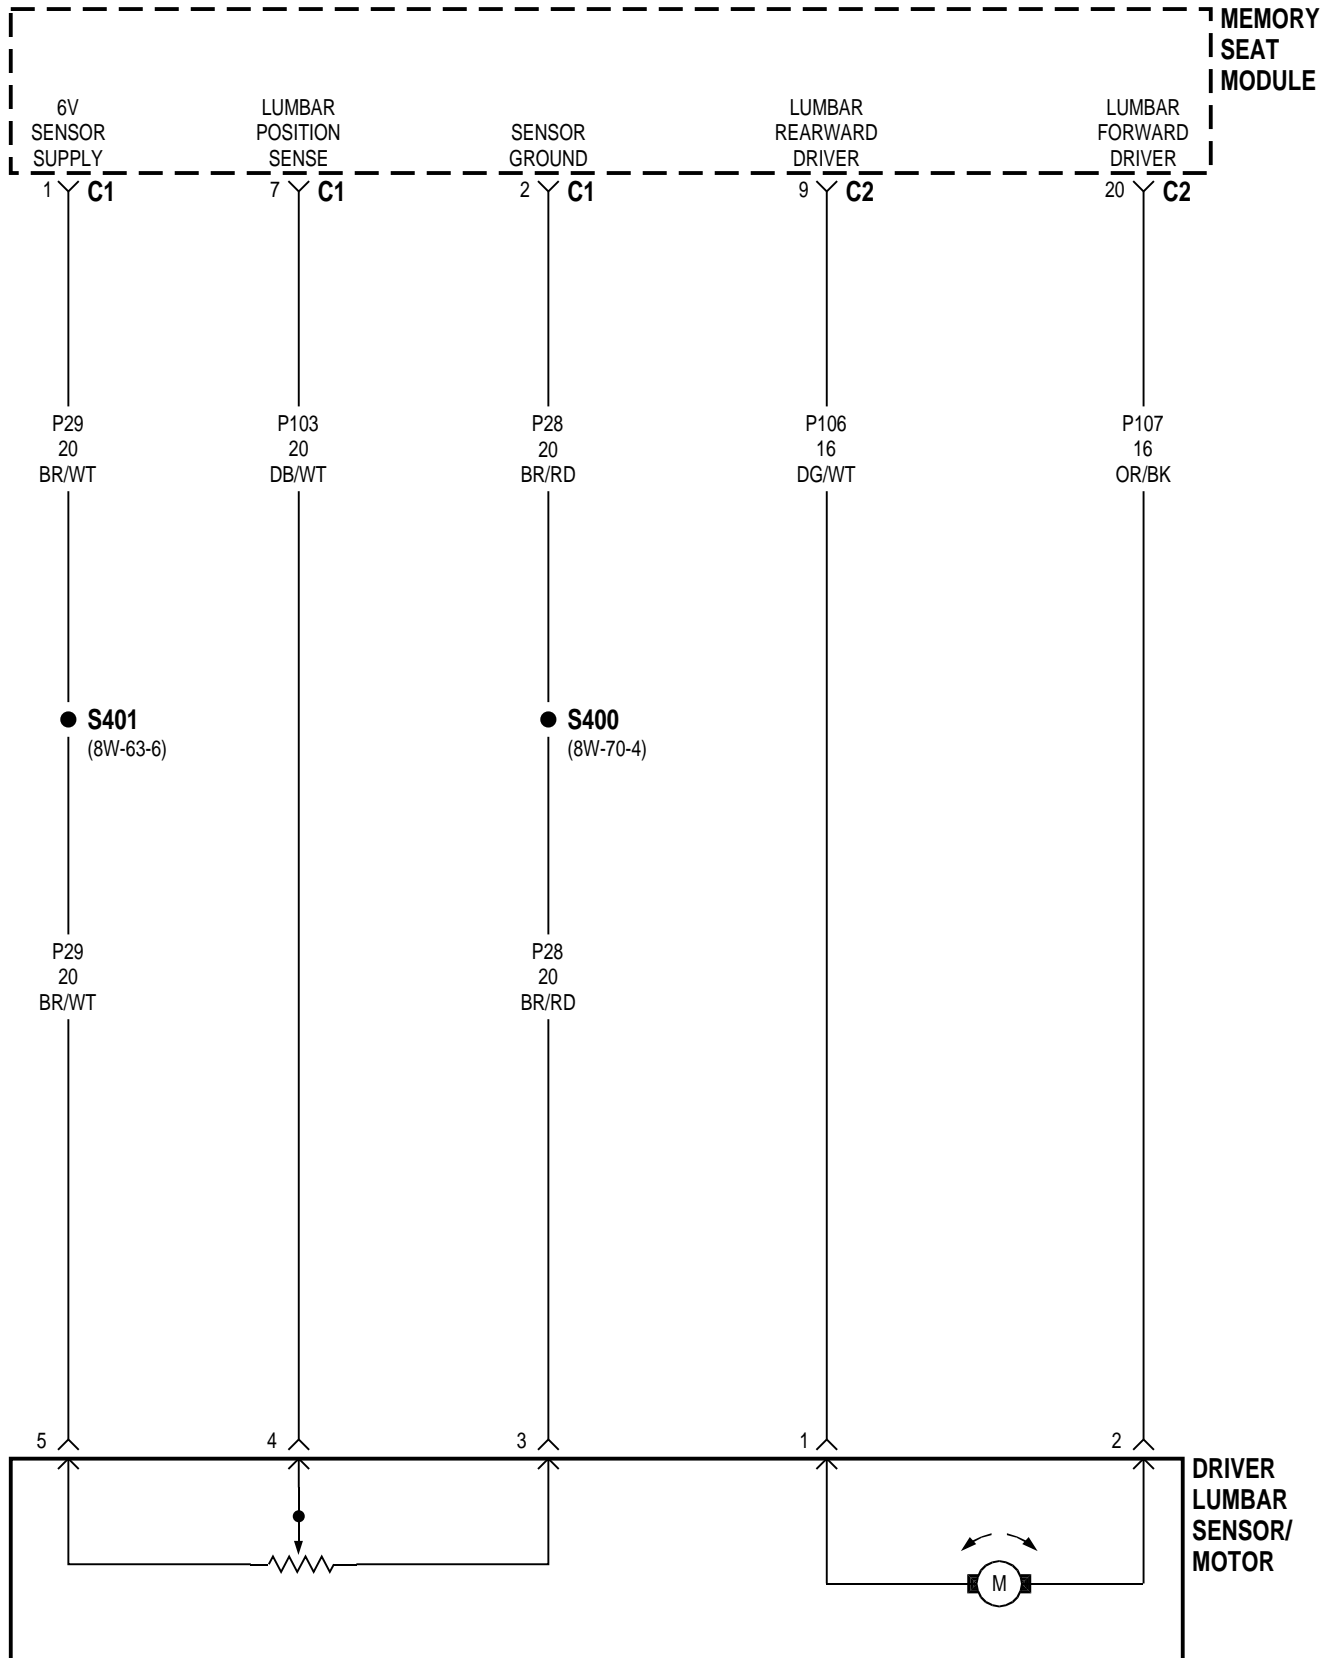 MEMORY
SEAT
MODULE
6V
SENSOR
SUPPLY
LUMBAR
POSITION
SENSE
SENSOR
GROUND
LUMBAR
REARWARD
DRIVER
LUMBAR
FORWARD
DRIVER
1 C1
7 C1
2 C1
9 C2
20 C2
P29
20
BR/WT
P103
20
DB/WT
P28
20
BR/RD
P106
16
DG/WT
P107
16
OR/BK
S401
(8W-63-6)
S400
(8W-70-4)
P29
20
BR/WT
P28
20
BR/RD
5
4
3
1
2
DRIVER
LUMBAR
SENSOR/
MOTOR
M